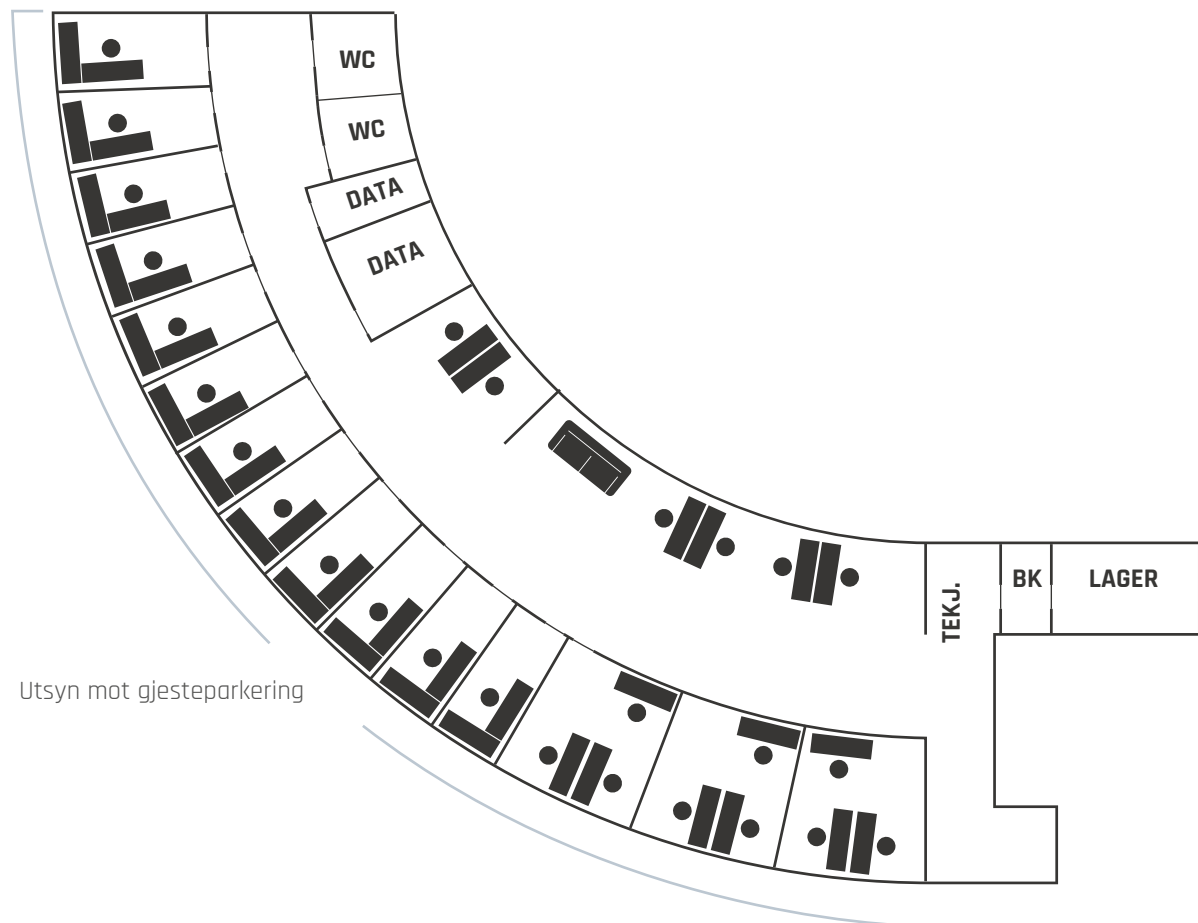 WC
WC
DATA
DATA
TEKJ.
BK
LAGER
Utsyn mot gjesteparkering